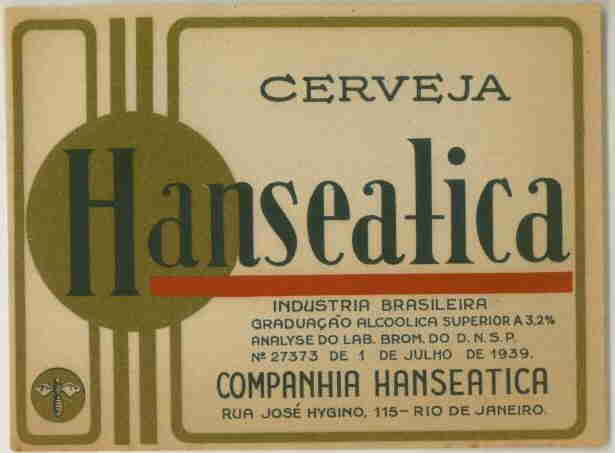 CERVEJA
Hanseatica
INDUSTRIA BRASILEIRA
GRADUAÇÃO ALCOOLICA SUPERIOR A 3,2%
ANALYSE DO LAB. BROM. DO D. N. S. P.
Nº 27373 DE 1 DE JULHO DE 1939.
COMPANHIA HANSEATICA
RUA JOSÉ HYGINO, 115 - RIO DE JANEIRO.